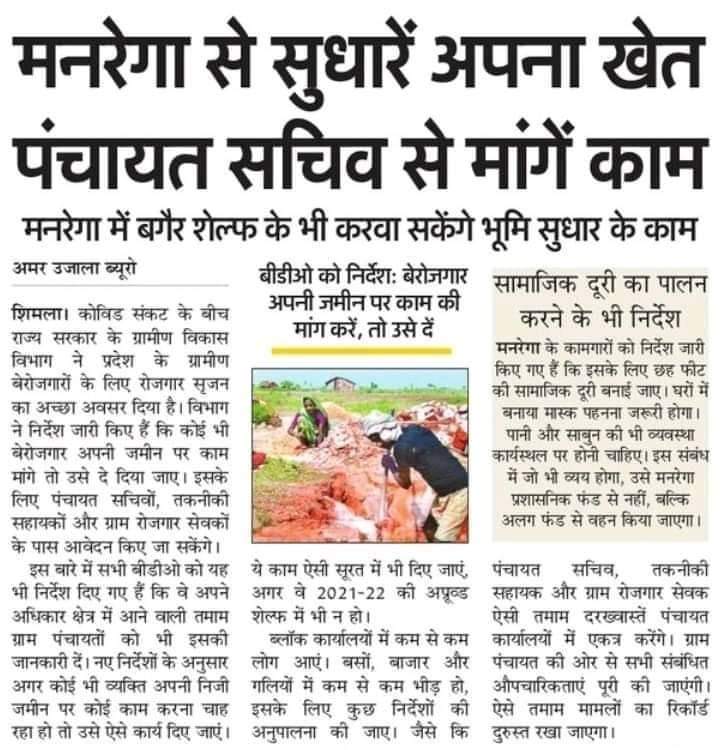 मनरेगा से सुधारें अपना खेत
पंचायत सचिव से मांगें काम
मनरेगा में बगैर शेल्फ के भी करवा सकेंगे भूमि सुधार के काम
अमर उजाला ब्यूरो
शिमला। कोविड संकट के बीच
राज्य सरकार के ग्रामीण विकास
विभाग ने प्रदेश के ग्रामीण
बेरोजगारों के लिए रोजगार सृजन
का अच्छा अवसर दिया है। विभाग
ने निर्देश जारी किए हैं कि कोई भी
बेरोजगार अपनी जमीन पर काम
मांगे तो उसे दे दिया जाए। इसके
लिए पंचायत सचिवों, तकनीकी
सहायकों और ग्राम रोजगार सेवकों
के पास आवेदन किए जा सकेंगे।
इस बारे में सभी बीडीओ को यह
भी निर्देश दिए गए हैं कि वे अपने
अधिकार क्षेत्र में आने वाली तमाम
ग्राम पंचायतों को भी इसकी
जानकारी दें। नए निर्देशों के अनुसार
अगर कोई भी व्यक्ति अपनी निजी
जमीन पर कोई काम करना चाह
रहा हो तो उसे ऐसे कार्य दिए जाएं।
बीडीओ को निर्देश: बेरोजगार
अपनी जमीन पर काम की
मांग करें, तो उसे दें
ये काम ऐसी सूरत में भी दिए जाएं,
अगर वे 2021-22 की अप्रूव्ड
शेल्फ में भी न हो।
ब्लॉक कार्यालयों में कम से कम
लोग आएं। बसों, बाजार और
गलियों में कम से कम भीड़ हो,
इसके लिए कुछ निर्देशों की
अनुपालना की जाए। जैसे कि
सामाजिक दूरी का पालन
करने के भी निर्देश
मनरेगा के कामगारों को निर्देश जारी
किए गए हैं कि इसके लिए छह फीट
की सामाजिक दूरी बनाई जाए। घरों में
बनाया मास्क पहनना जरूरी होगा।
पानी और साबुन की भी व्यवस्था
कार्यस्थल पर होनी चाहिए। इस संबंध
में जो भी व्यय होगा, उसे मनरेगा
प्रशासनिक फंड से नहीं, बल्कि
अलग फंड से वहन किया जाएगा।
पंचायत सचिव, तकनीकी
सहायक और ग्राम रोजगार सेवक
ऐसी तमाम दरख्वास्तें पंचायत
कार्यालयों में एकत्र करेंगे। ग्राम
पंचायत की ओर से सभी संबंधित
औपचारिकताएं पूरी की जाएंगी।
ऐसे तमाम मामलों का रिकॉर्ड
दुरुस्त रखा जाएगा।